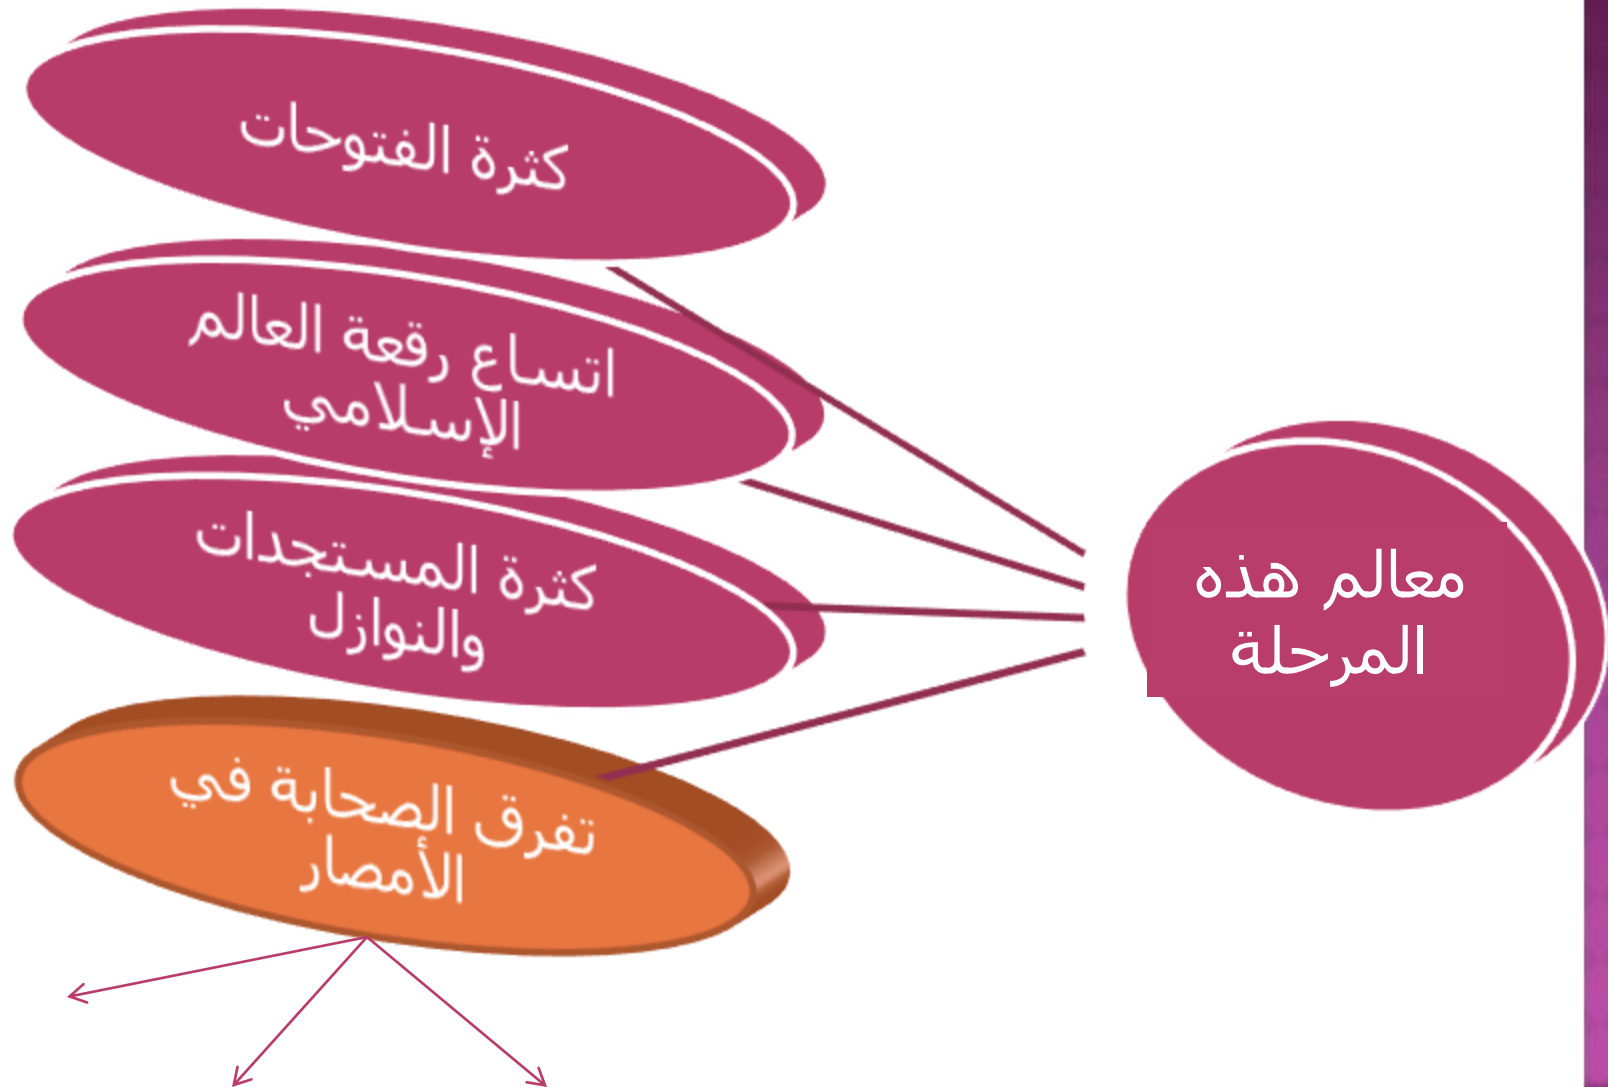 معالم هذه
المرحلة
كثرة الفتوحات
اتساع رقعة العالم
الإسلامي
كثرة المستجدات
والنوازل
تفرق الصحابة في
الأمصار